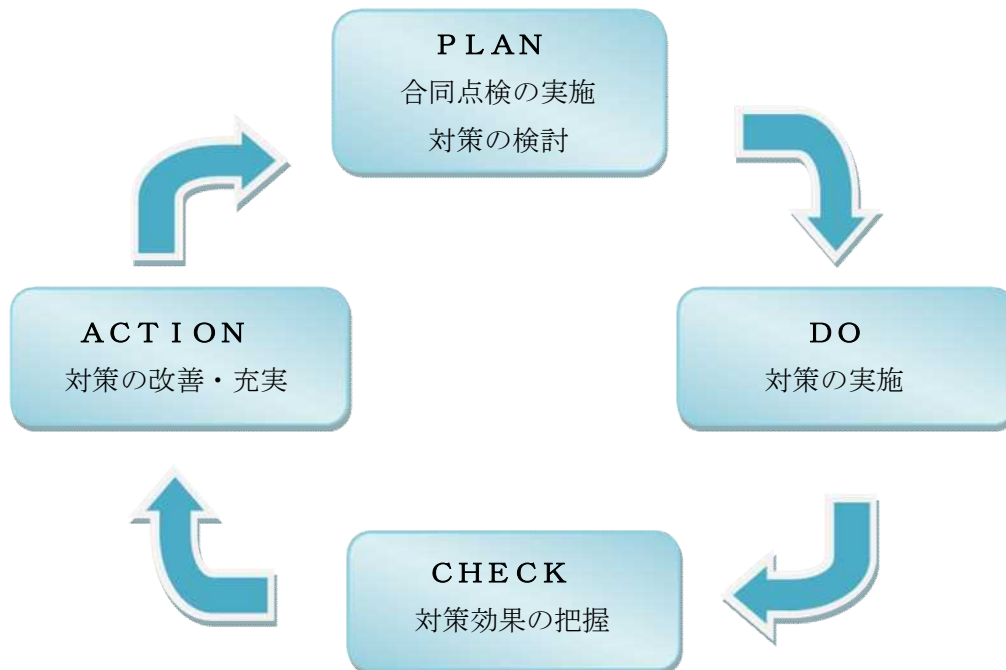 ＰＬＡＮ
合同点検の実施
対策の検討
ＡＣＴＩＯＮ
対策の改善・充実
ＤＯ
対策の実施
ＣＨＥＣＫ
対策効果の把握